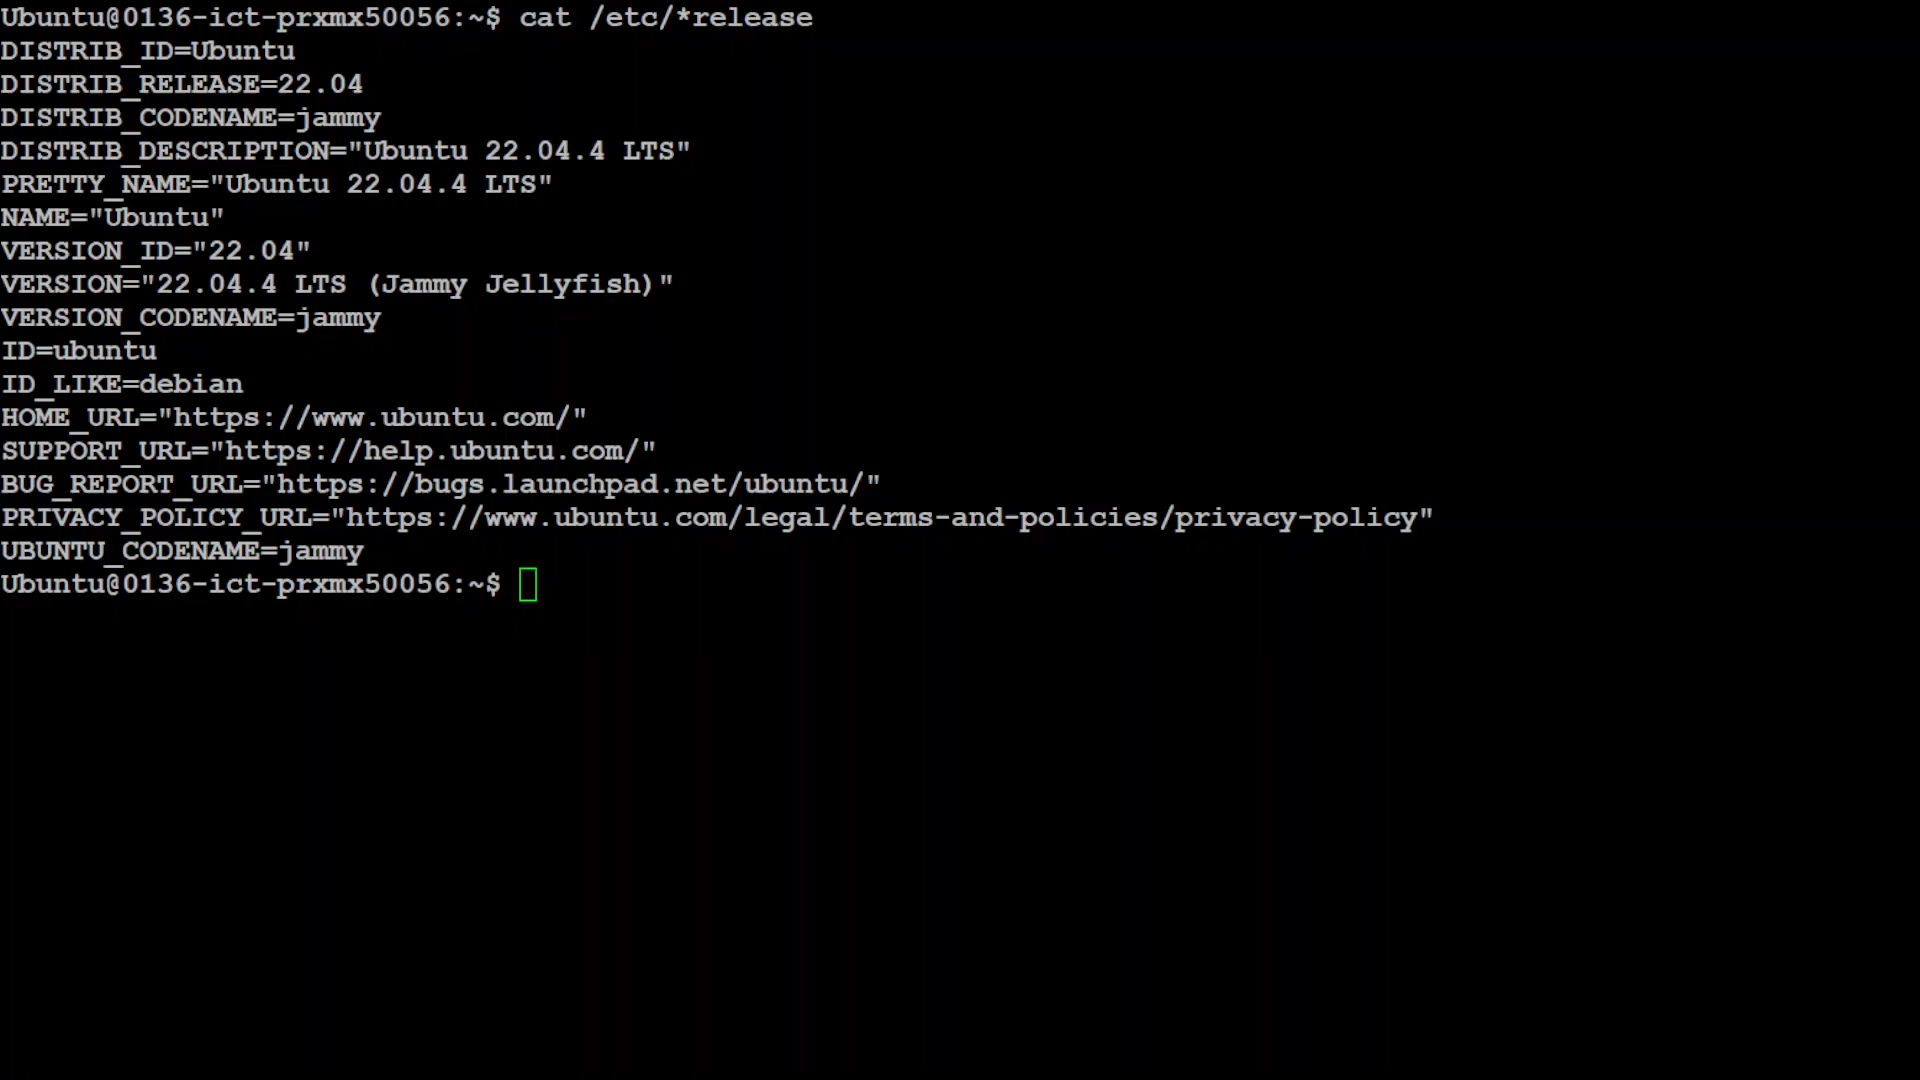 Ubuntu@0136-ict-prxmx50056:~$ cat /etc/*release
DISTRIB_ID=Ubuntu
DISTRIB_RELEASE=22.04
DISTRIB_CODENAME=jammy
DISTRIB_DESCRIPTION="Ubuntu 22.04.4 LTS"
PRETTY_NAME="Ubuntu 22.04.4 LTS"
NAME="Ubuntu"
VERSION_ID="22.04"
VERSION="22.04.4 LTS (Jammy Jellyfish)"
VERSION_CODENAME=jammy
ID=ubuntu
ID_LIKE=debian
HOME_URL="https://www.ubuntu.com/"
SUPPORT_URL="https://help.ubuntu.com/"
BUG_REPORT_URL="https://bugs.launchpad.net/ubuntu/"
PRIVACY_POLICY_URL="https://www.ubuntu.com/legal/terms-and-policies/privacy-policy"
UBUNTU_CODENAME=jammy
Ubuntu@0136-ict-prxmx50056:~$